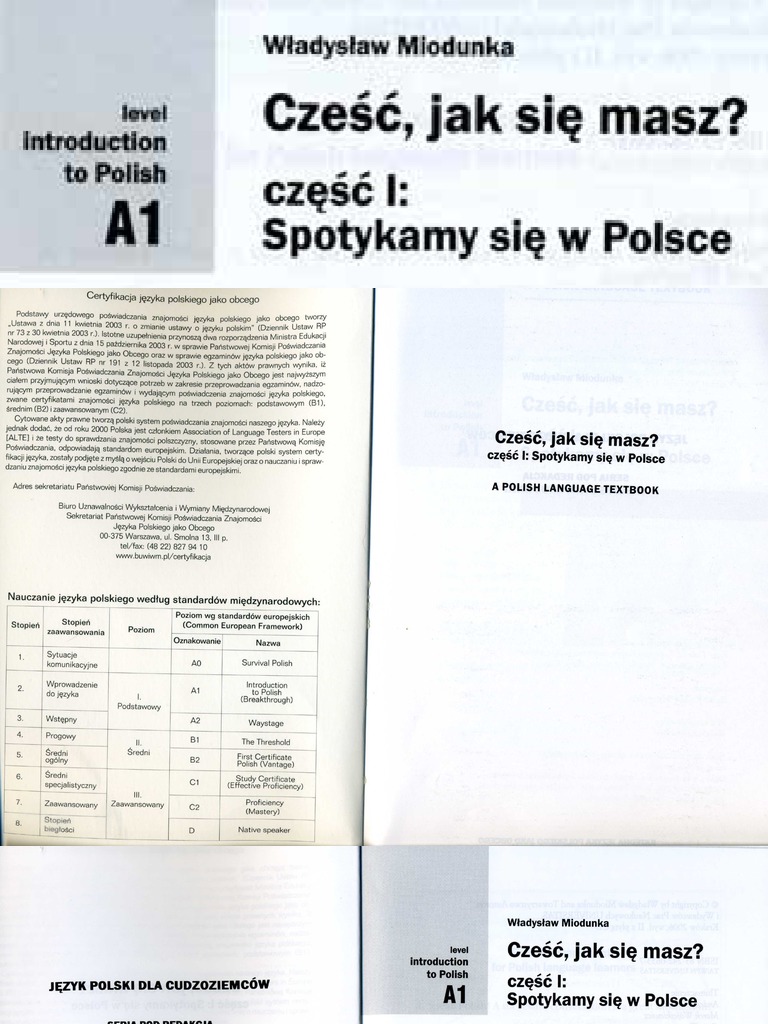 Władysław Miodunka
level
introduction
to Polish
A1
Cześć, jak się masz?
część I:
Spotykamy się w Polsce
Certyfikacja języka polskiego jako obcego
Podstawy urzędowego poświadczania znajomości języka polskiego jako obcego tworzy
„Ustawa z dnia 11 kwietnia 2003 r. o zmianie ustawy o języku polskim” (Dziennik Ustaw RP
nr 73 z 30 kwietnia 2003 r.). Istotne uzupełnienia przynoszą dwa rozporządzenia Ministra Edukacji
Narodowej i Sportu z dnia 15 października 2003 r. w sprawie Państwowej Komisji Poświadczania
Znajomości Języka Polskiego jako Obcego oraz w sprawie egzaminów języka polskiego jako ob-
cego (Dziennik Ustaw RP nr 191 z 12 listopada 2003 r.). Z tych aktów prawnych wynika, iż
Państwowa Komisja Poświadczania Znajomości Języka Polskiego jako Obcego jest najwyższym
ciałem przyjmującym wnioski dotyczące potrzeb w zakresie przeprowadzania egzaminów, nadzo-
rującym przeprowadzanie egzaminów i wydającym poświadczenia znajomości języka polskiego,
zwane certyfikatami znajomości języka polskiego na trzech poziomach: podstawowym (B1),
średnim (B2) i zaawansowanym (C2).
Cytowane akty prawne tworzą polski system poświadczania znajomości naszego języka. Należy
jednak dodać, że od roku 2000 Polska jest członkiem Association of Language Testers in Europe
[ALTE] i że testy do sprawdzania znajomości polszczyzny, stosowane przez Państwową Komisję
Poświadczania, odpowiadają standardom europejskim. Działania, tworzące polski system certy-
fikacji języka, zostały podjęte z myślą o wejściu Polski do Unii Europejskiej oraz o nauczaniu i spraw-
dzaniu znajomości języka polskiego zgodnie ze standardami europejskimi.
Adres sekretariatu Państwowej Komisji Poświadczania:
Biuro Uznawalności Wykształcenia i Wymiany Międzynarodowej
Sekretariat Państwowej Komisji Poświadczania Znajomości
Języka Polskiego jako Obcego
00-375 Warszawa, ul. Smolna 13, III p.
tel/fax: (48 22) 827 94 10
www.buwiwm.pl/certyfikacja
Nauczanie języka polskiego według standardów międzynarodowych:
Stopień Stopień zaawansowania Poziom Poziom wg standardów europejskich (Common European Framework)
Oznakowanie Nazwa
1. Sytuacje komunikacyjne A0 Survival Polish
2. Wprowadzenie do języka I. Podstawowy A1 Introduction to Polish (Breakthrough)
3. Wstępny A2 Waystage
4. Progowy II. Średni B1 The Threshold
5. Średni ogólny B2 First Certificate Polish (Vantage)
6. Średni specjalistyczny III. Zaawansowany C1 Study Certificate (Effective Proficiency)
7. Zaawansowany C2 Proficiency (Mastery)
8. Stopień biegłości D Native speaker
Cześć, jak się masz?
część I: Spotykamy się w Polsce
A POLISH LANGUAGE TEXTBOOK
JĘZYK POLSKI DLA CUDZOZIEMCÓW
SERIA POD REDAKCJĄ
level
introduction
to Polish
A1
Władysław Miodunka
Cześć, jak się masz?
część I:
Spotykamy się w Polsce